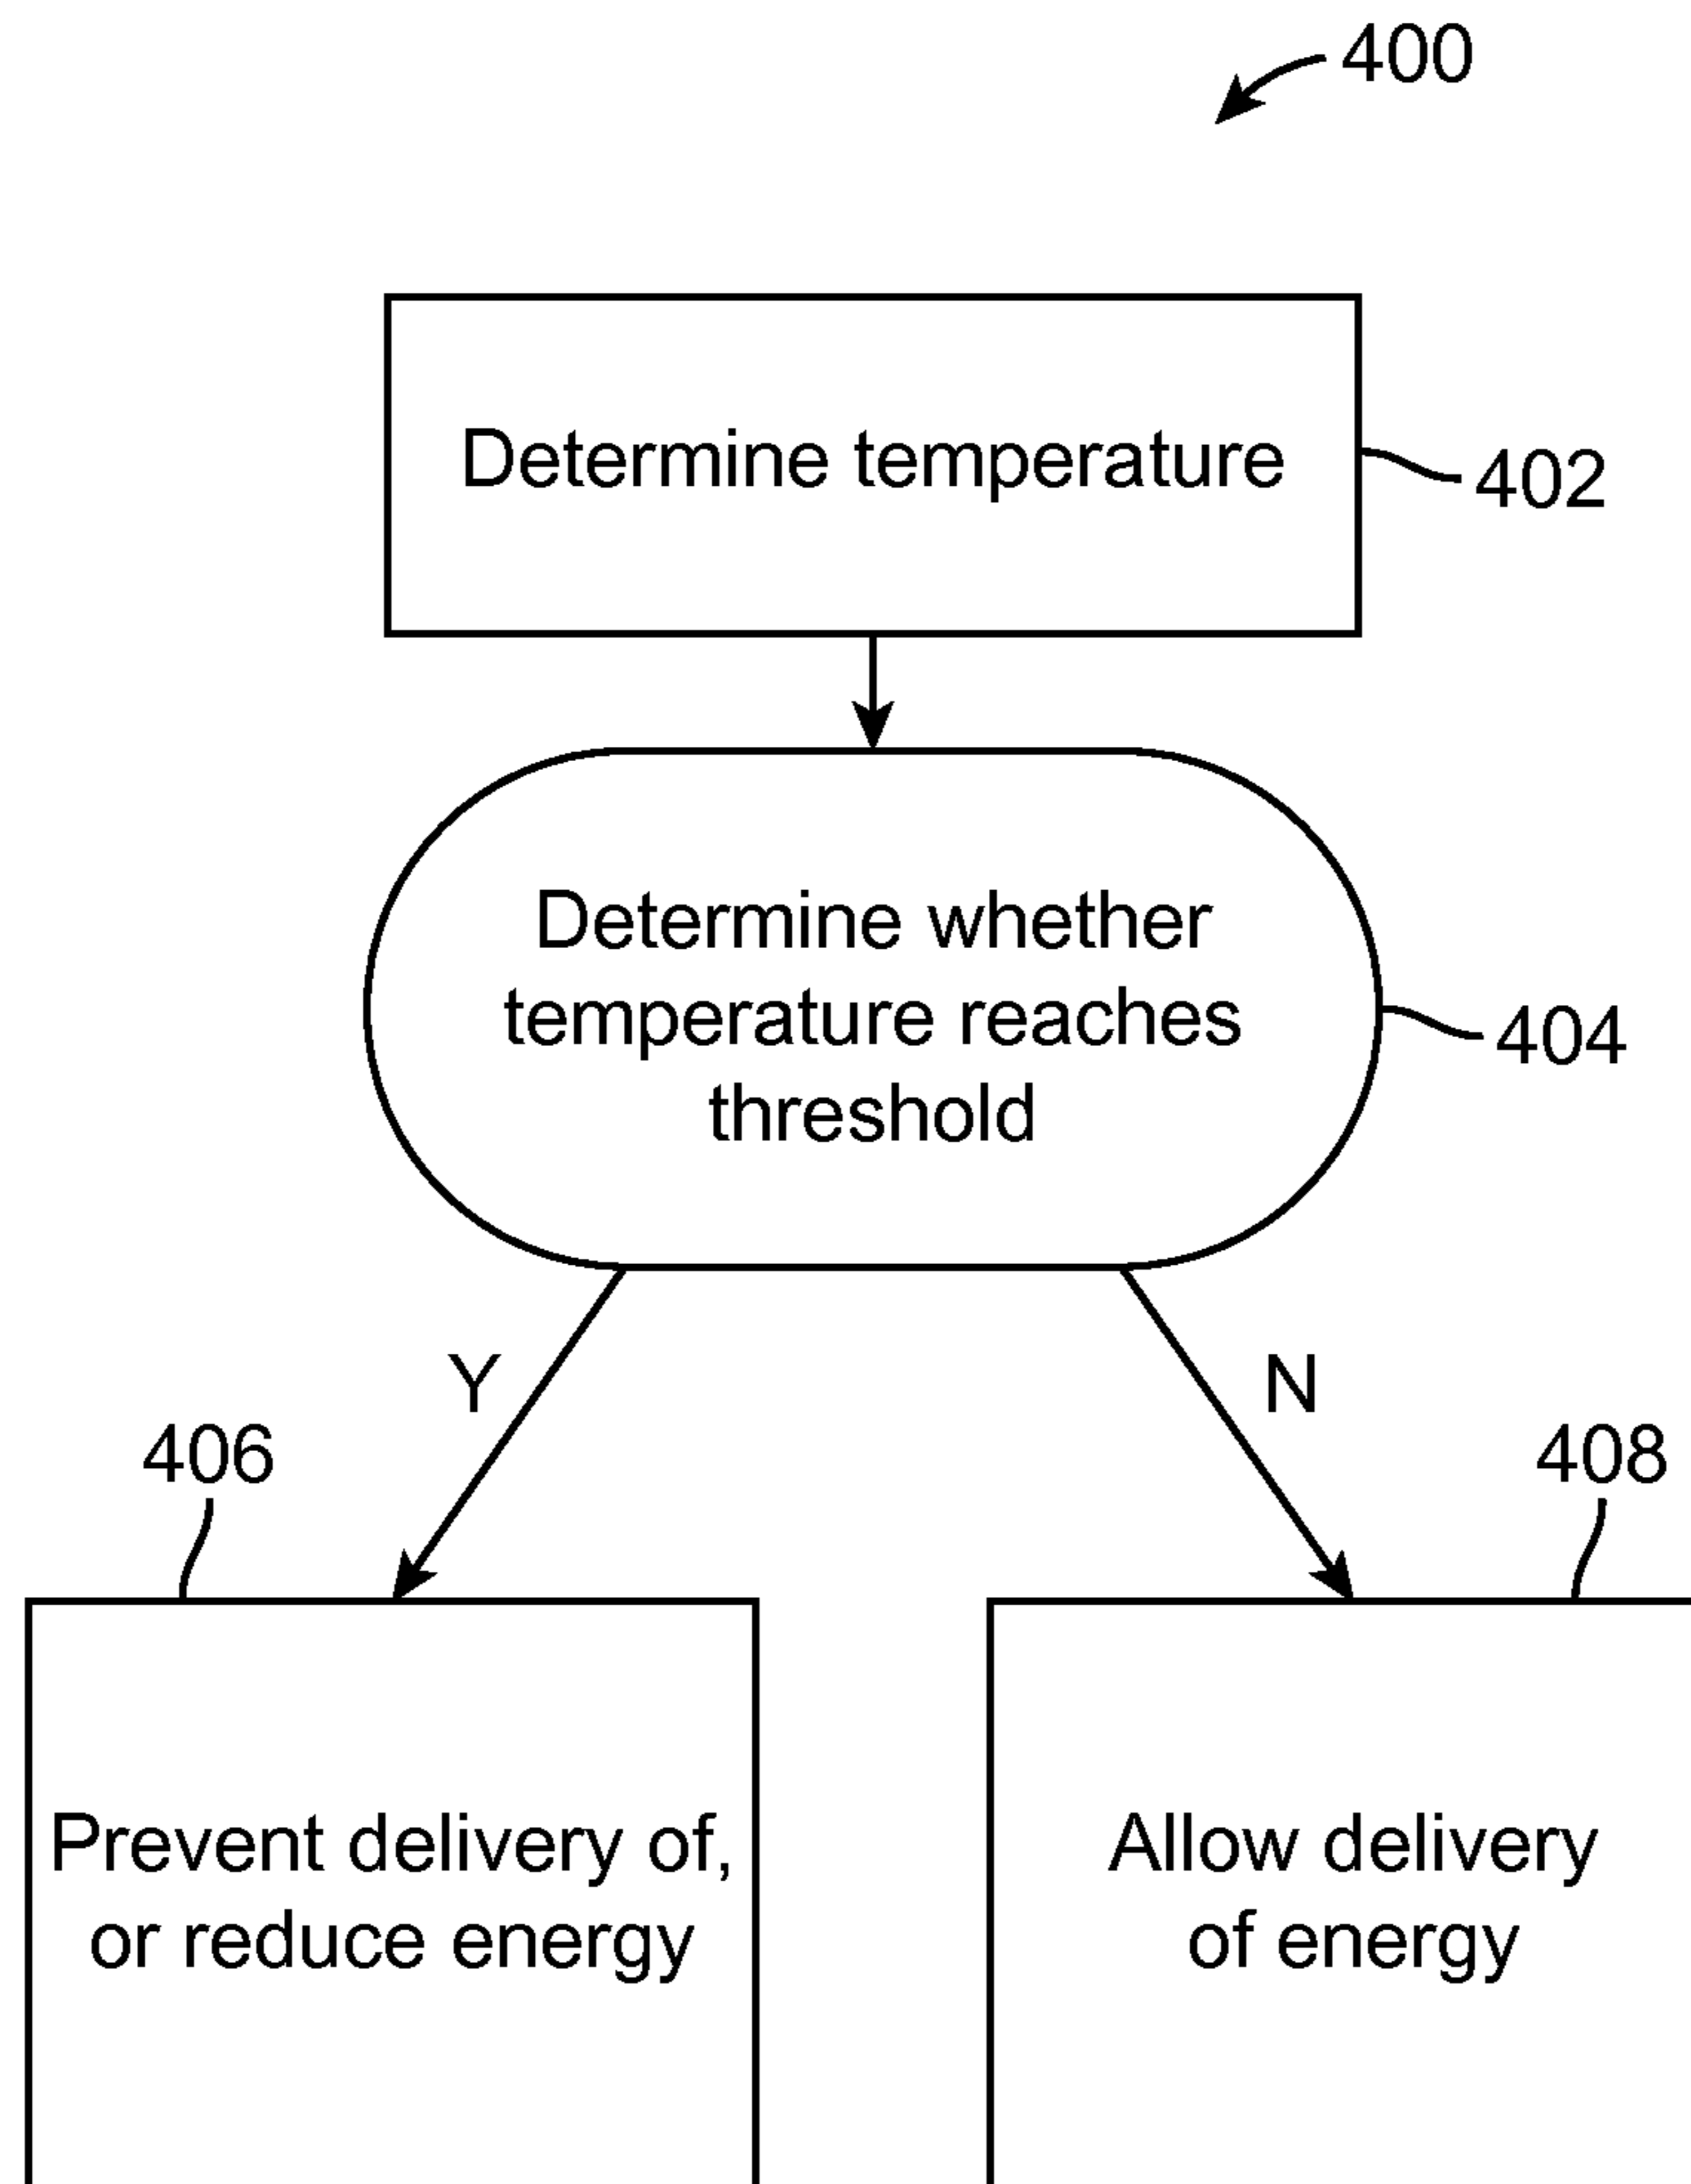 400
Determine temperature
402
Determine whether
temperature reaches
threshold
404
Y
N
406
408
Prevent delivery of,
or reduce energy
Allow delivery
of energy